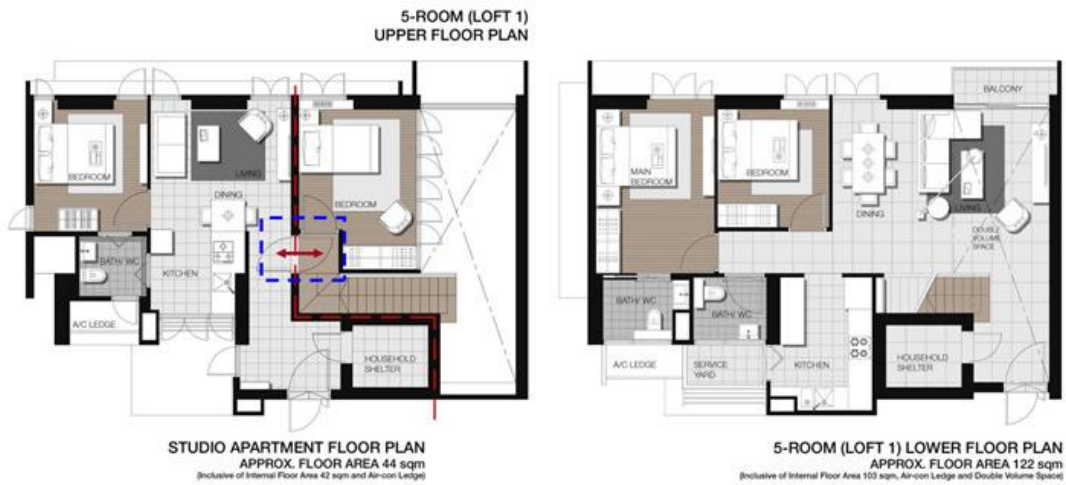 5-ROOM (LOFT 1)
UPPER FLOOR PLAN
BEDROOM
LIVING
DINING
BEDROOM
BATH/ WC
KITCHEN
A/C LEDGE
HOUSEHOLD
SHELTER
STUDIO APARTMENT FLOOR PLAN
APPROX. FLOOR AREA 44 sqm
(Inclusive of Internal Floor Area 42 sqm and Air-con Ledge)
BALCONY
MAIN
BEDROOM
BEDROOM
DINING
LIVING
DOUBLE
VOLUME
SPACE
BATH/ WC
BATH/ WC
A/C LEDGE
SERVICE
YARD
KITCHEN
HOUSEHOLD
SHELTER
5-ROOM (LOFT 1) LOWER FLOOR PLAN
APPROX. FLOOR AREA 122 sqm
(Inclusive of Internal Floor Area 103 sqm, Air-con Ledge and Double Volume Space)